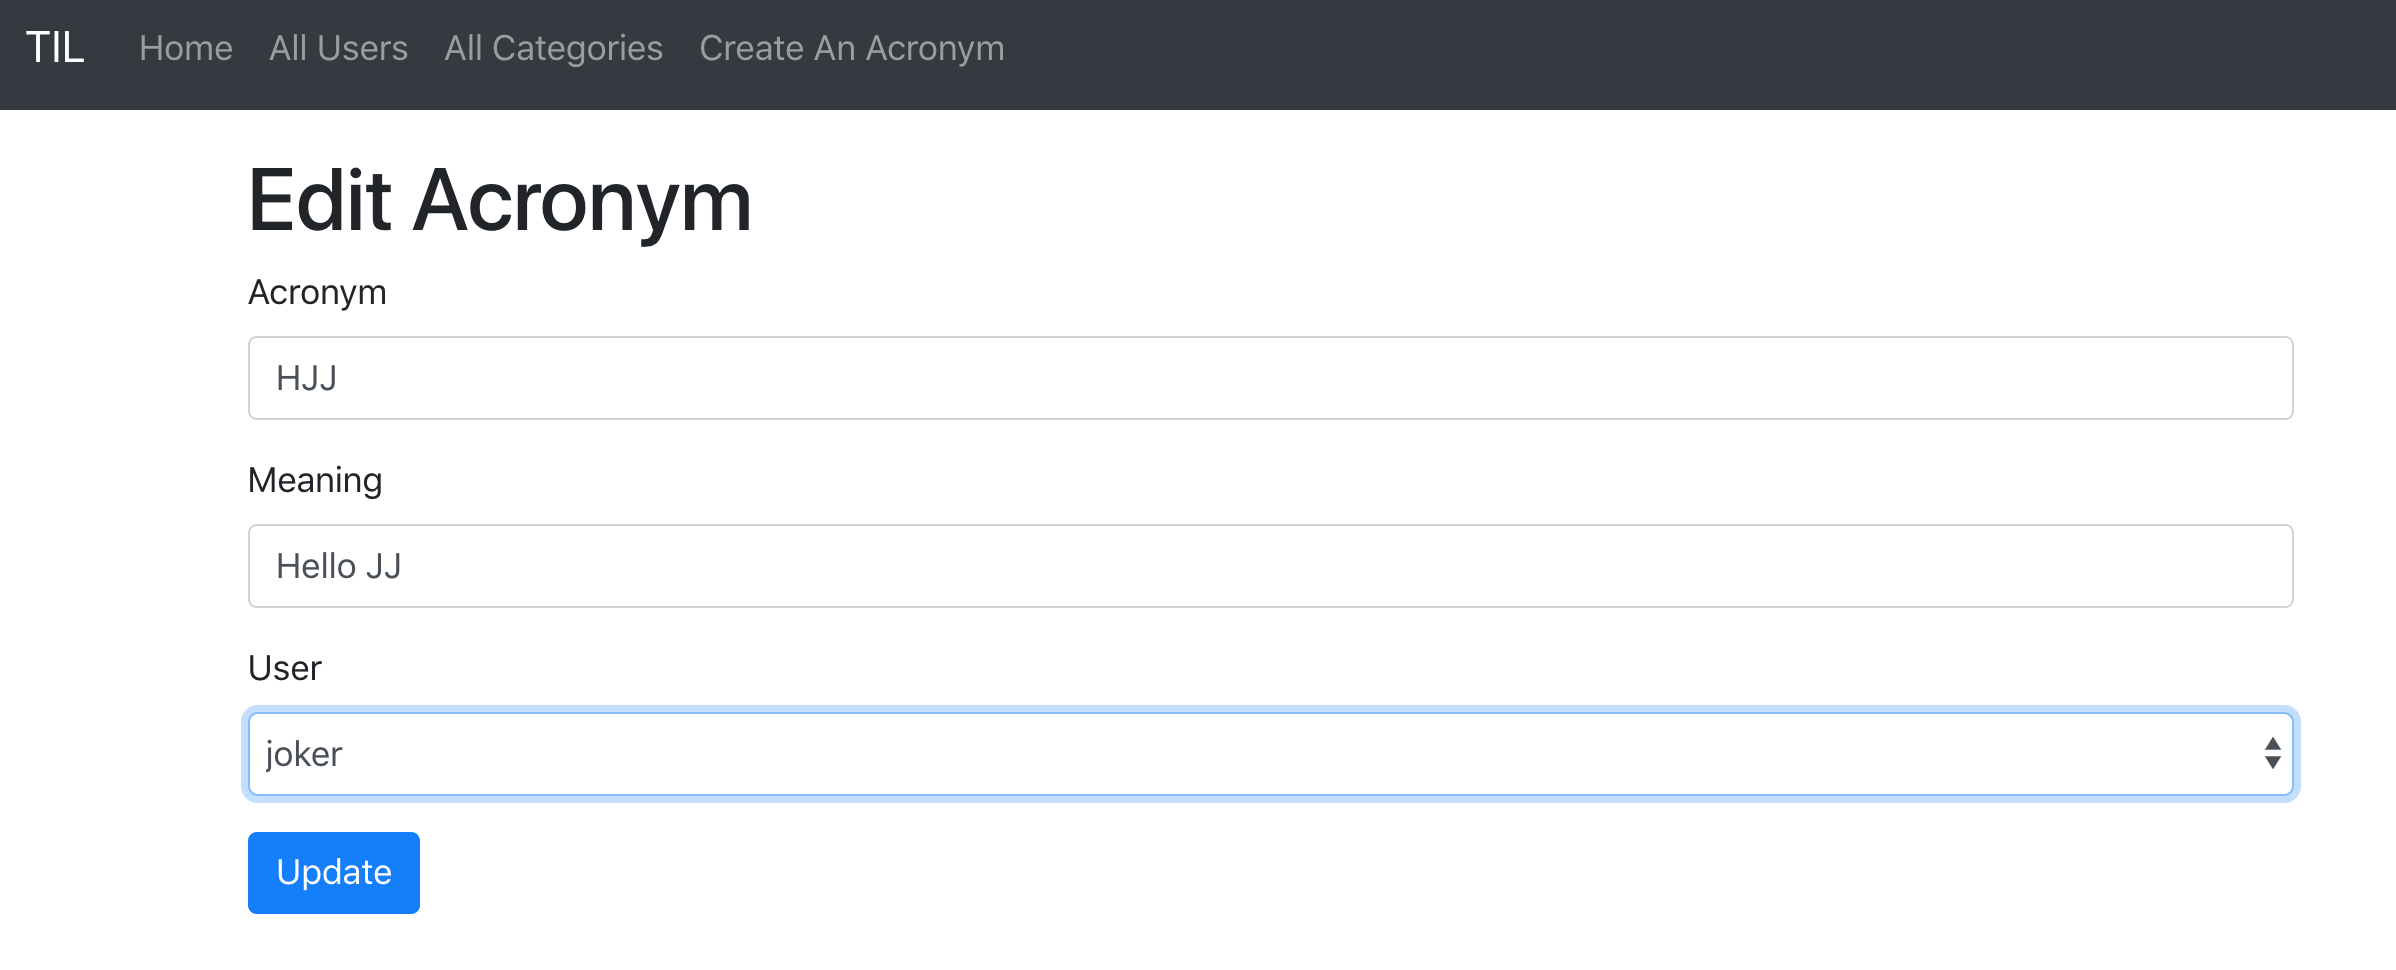 TIL Home All Users All Categories Create An Acronym
Edit Acronym
Acronym
HJJ
Meaning
Hello JJ
User
joker
Update